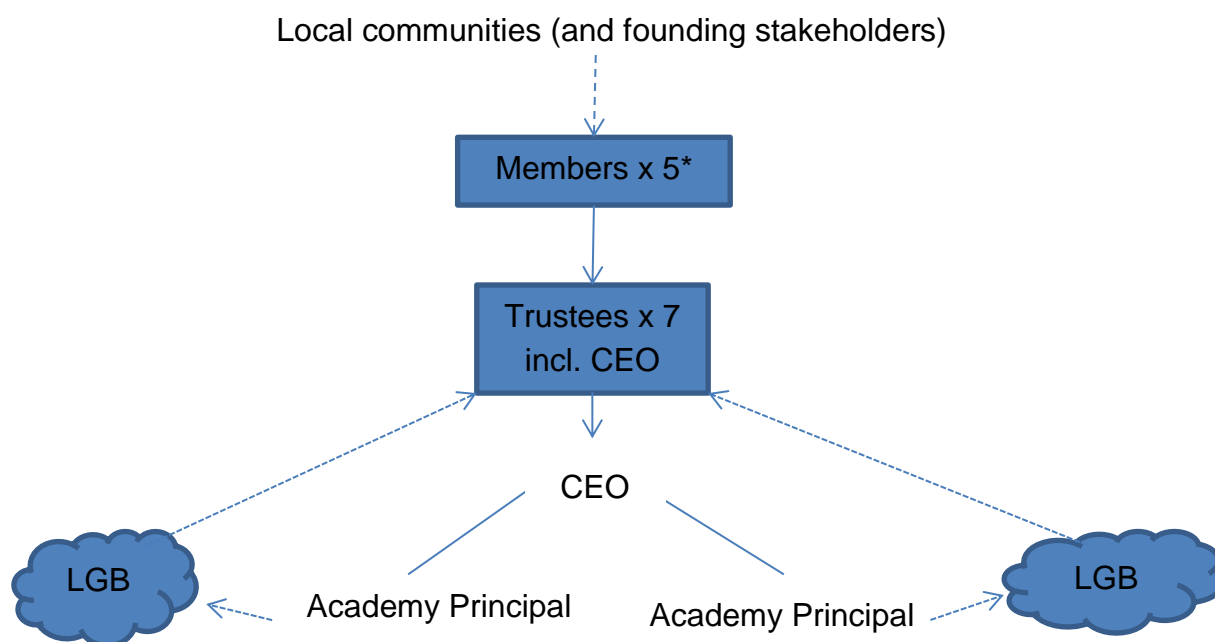 Local communities (and founding stakeholders)
Members x 5*
Trustees x 7
incl. CEO
CEO
LGB
LGB
Academy Principal
Academy Principal